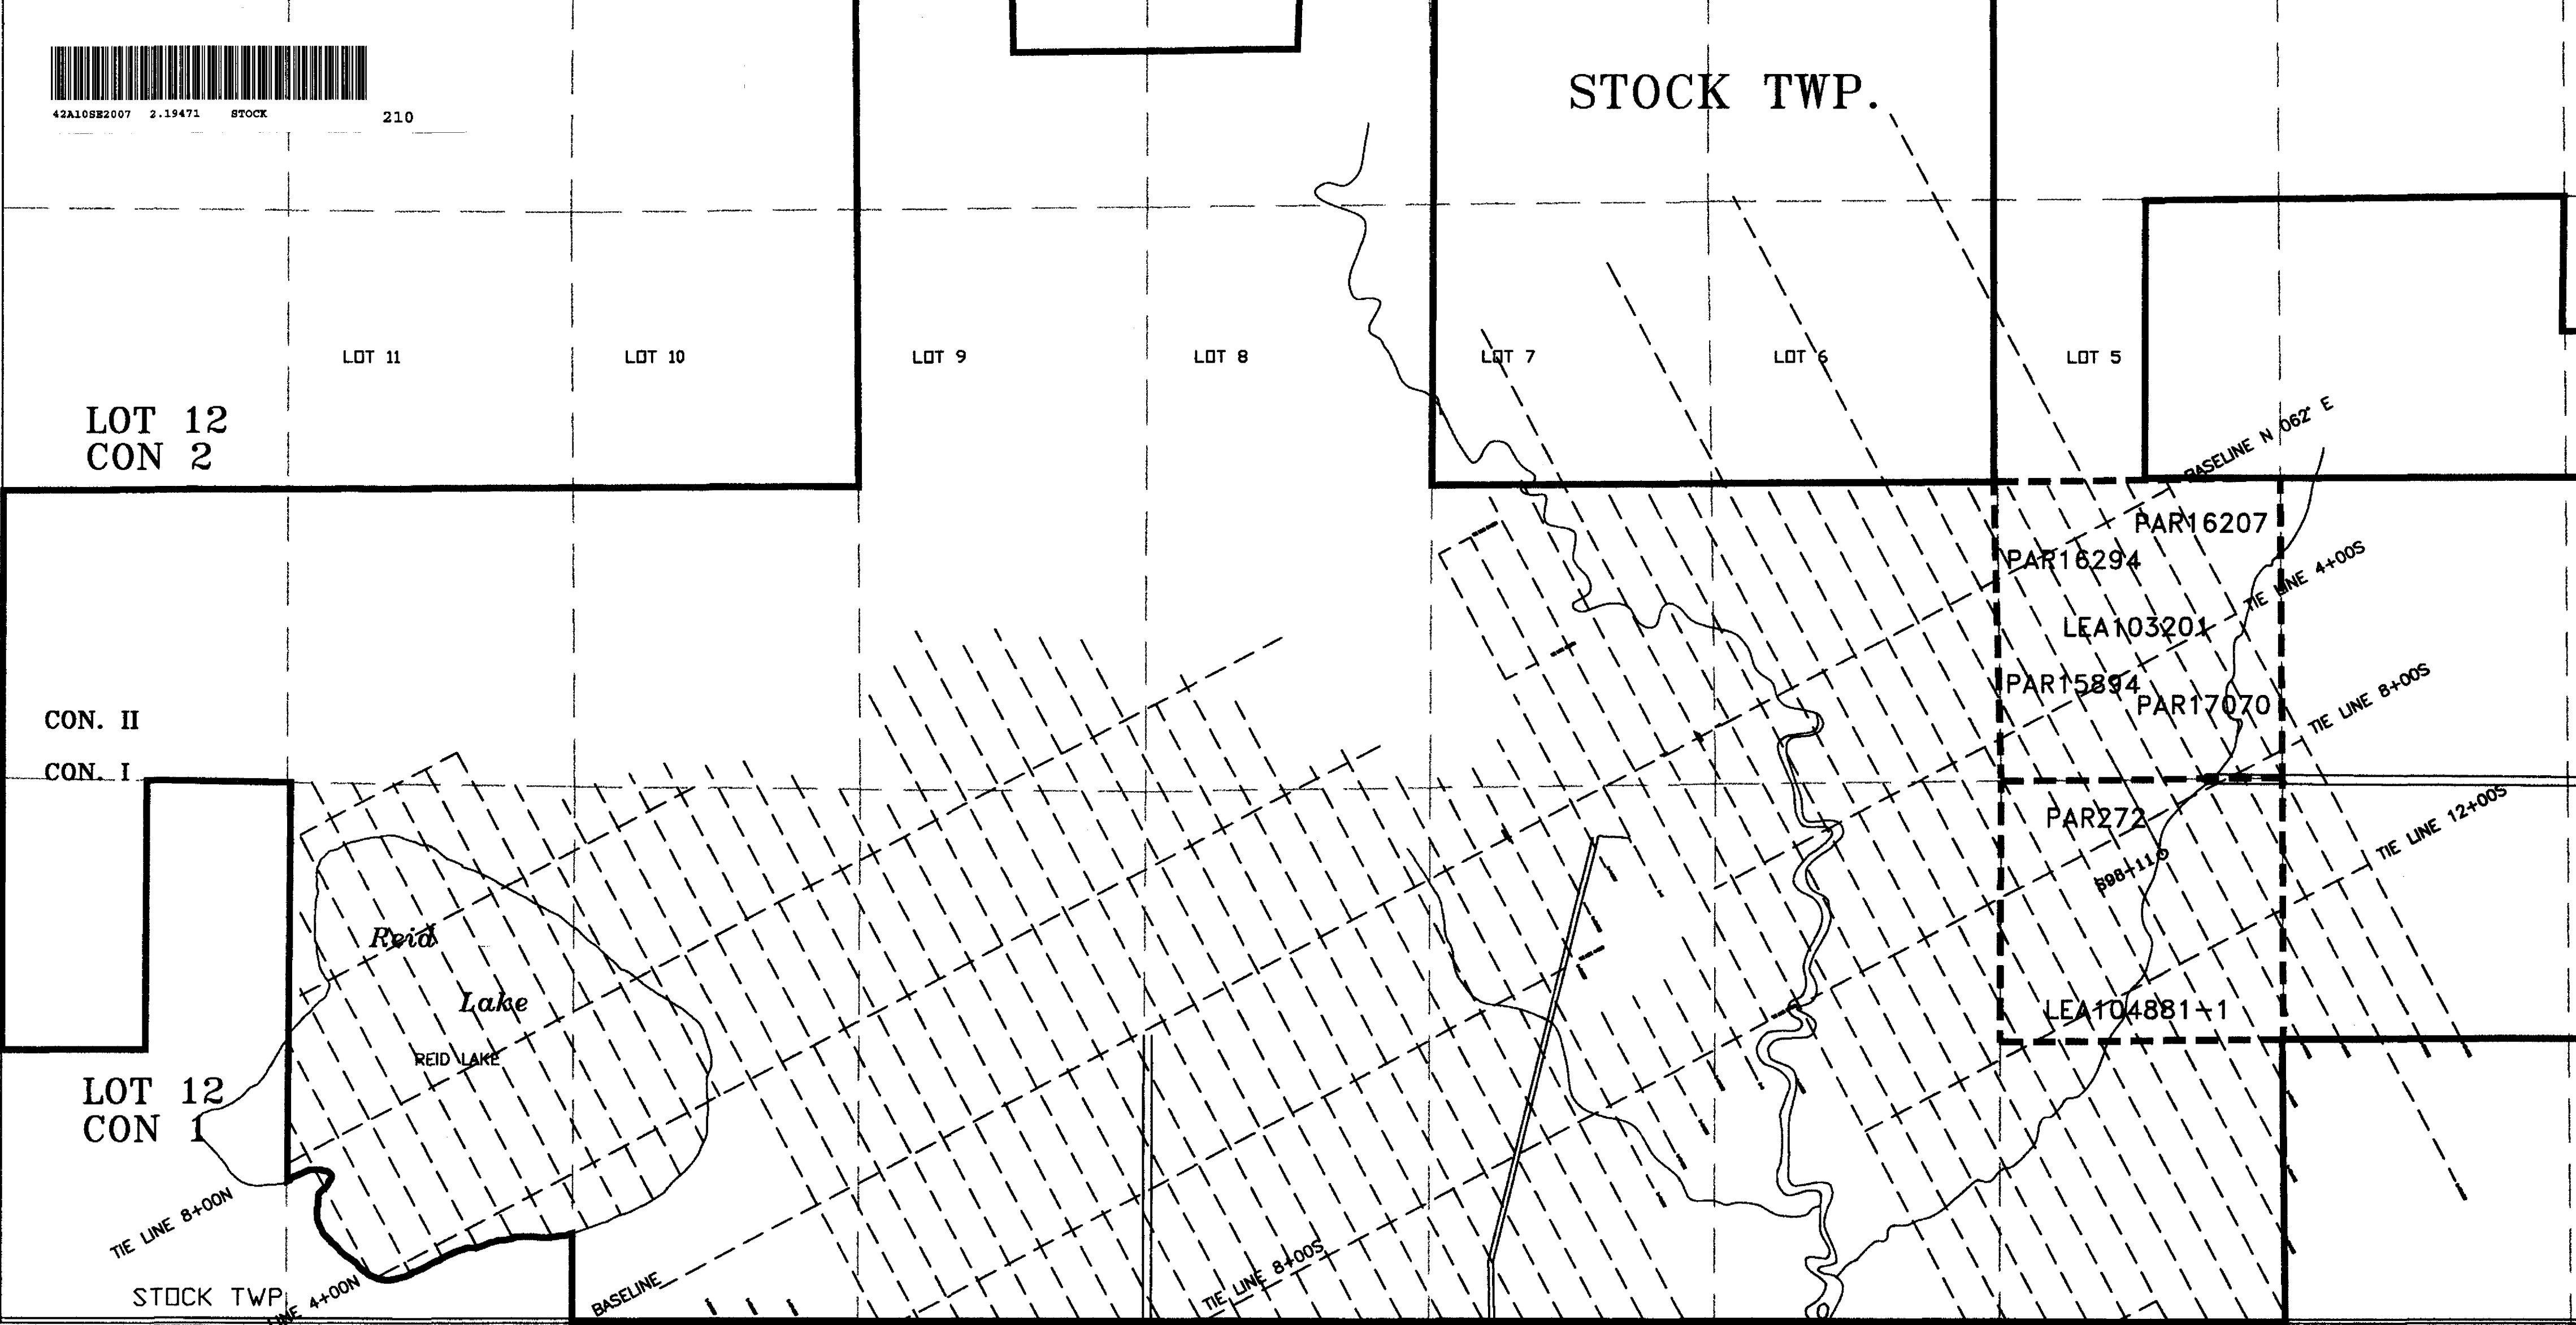 STOCK TWP.
42A10SE2007 2.19471 STOCK
210
LOT 11
LOT 10
LOT 9
LOT 8
LOT 7
LOT 6
LOT 5
LOT 12
CON 2
BASELINE N 062° E
PAR16207
PAR16294
TIE LINE 4+00S
LEA103201
PAR15894
PAR17070
TIE LINE 8+00S
CON. II
CON. I
PAR272
TIE LINE 12+00S
S98-11
Reid
Lake
LEA104881-1
REID LAKE
LOT 12
CON 1
TIE LINE 8+00N
STOCK TWP.
LINE 4+00N
BASELINE
TIE LINE 8+00S